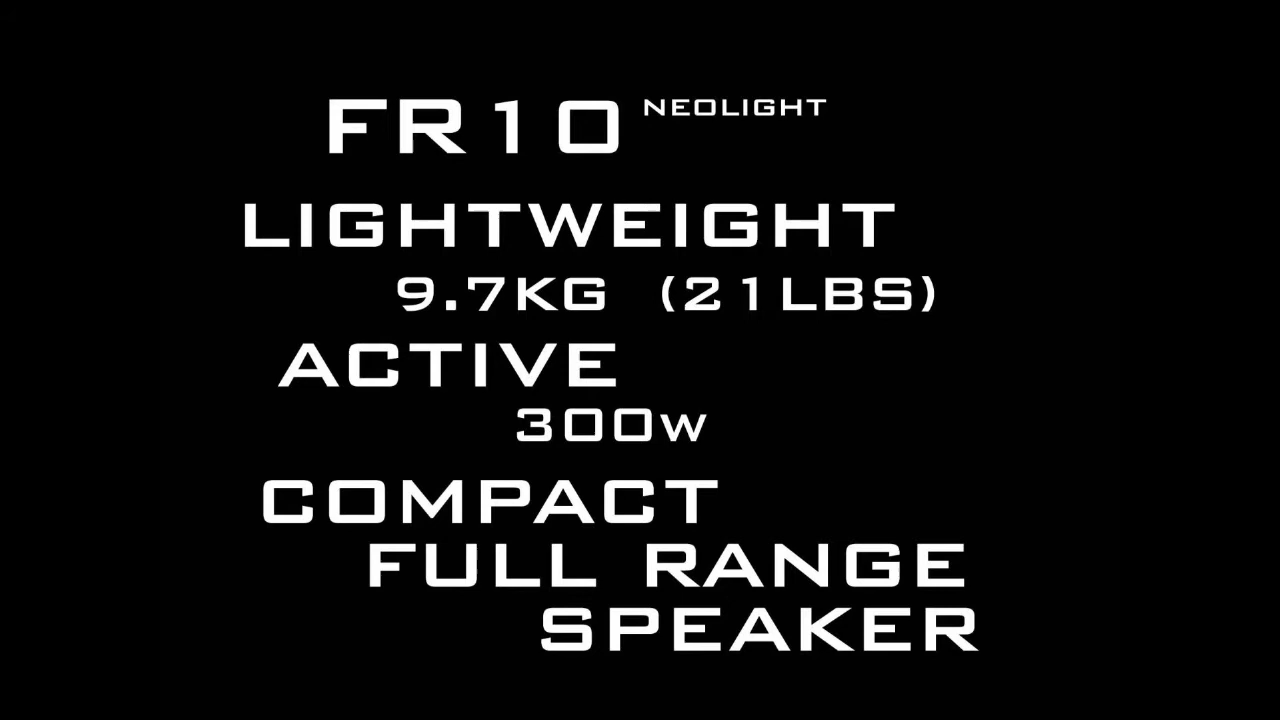 FR10 NEOLIGHT
LIGHTWEIGHT
9.7KG (21LBS)
ACTIVE
300W
COMPACT
FULL RANGE
SPEAKER